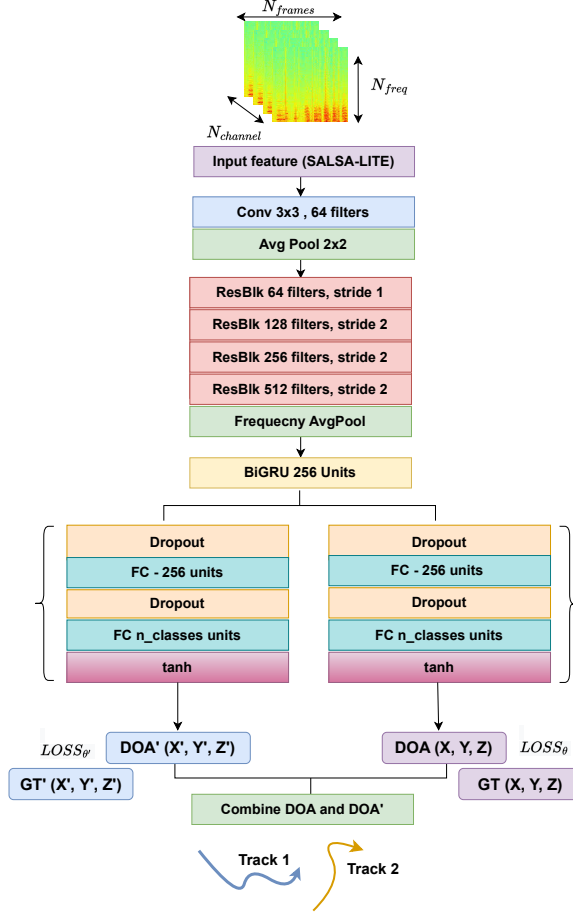 N_frames
N_freq
N_channel
Input feature (SALSA-LITE)
Conv 3x3 , 64 filters
Avg Pool 2x2
ResBlk 64 filters, stride 1
ResBlk 128 filters, stride 2
ResBlk 256 filters, stride 2
ResBlk 512 filters, stride 2
Frequecny AvgPool
BiGRU 256 Units
Dropout
FC - 256 units
Dropout
FC n_classes units
tanh
Dropout
FC - 256 units
Dropout
FC n_classes units
tanh
LOSS_θ'
DOA' (X', Y', Z')
GT' (X', Y', Z')
DOA (X, Y, Z)
LOSS_θ
GT (X, Y, Z)
Combine DOA and DOA'
Track 1
Track 2